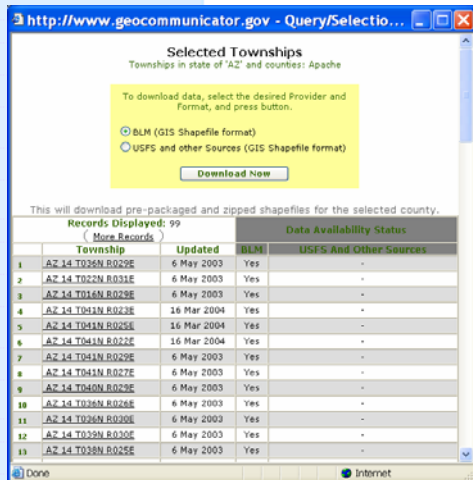 http://www.geocommunicator.gov - Query/Selectio...
Selected Townships
Townships in state of 'AZ' and counties: Apache
To download data, select the desired Provider and
Format, and press button.
BLM (GIS Shapefile format)
USFS and other Sources (GIS Shapefile format)
Download Now
This will download pre-packaged and zipped shapefiles for the selected county.
Records Displayed: 99
( More Records )
Data Availability Status
Township Updated BLM USFS And Other Sources
1 AZ 14 T036N R029E 6 May 2003 Yes -
2 AZ 14 T022N R031E 6 May 2003 Yes -
3 AZ 14 T016N R029E 6 May 2003 Yes -
4 AZ 14 T041N R023E 16 Mar 2004 Yes -
5 AZ 14 T041N R025E 16 Mar 2004 Yes -
6 AZ 14 T041N R022E 16 Mar 2004 Yes -
7 AZ 14 T041N R029E 6 May 2003 Yes -
8 AZ 14 T041N R027E 6 May 2003 Yes -
9 AZ 14 T040N R029E 6 May 2003 Yes -
10 AZ 14 T036N R026E 6 May 2003 Yes -
11 AZ 14 T036N R030E 6 May 2003 Yes -
12 AZ 14 T039N R030E 6 May 2003 Yes -
13 AZ 14 T038N R025E 6 May 2003 Yes -
Done Internet